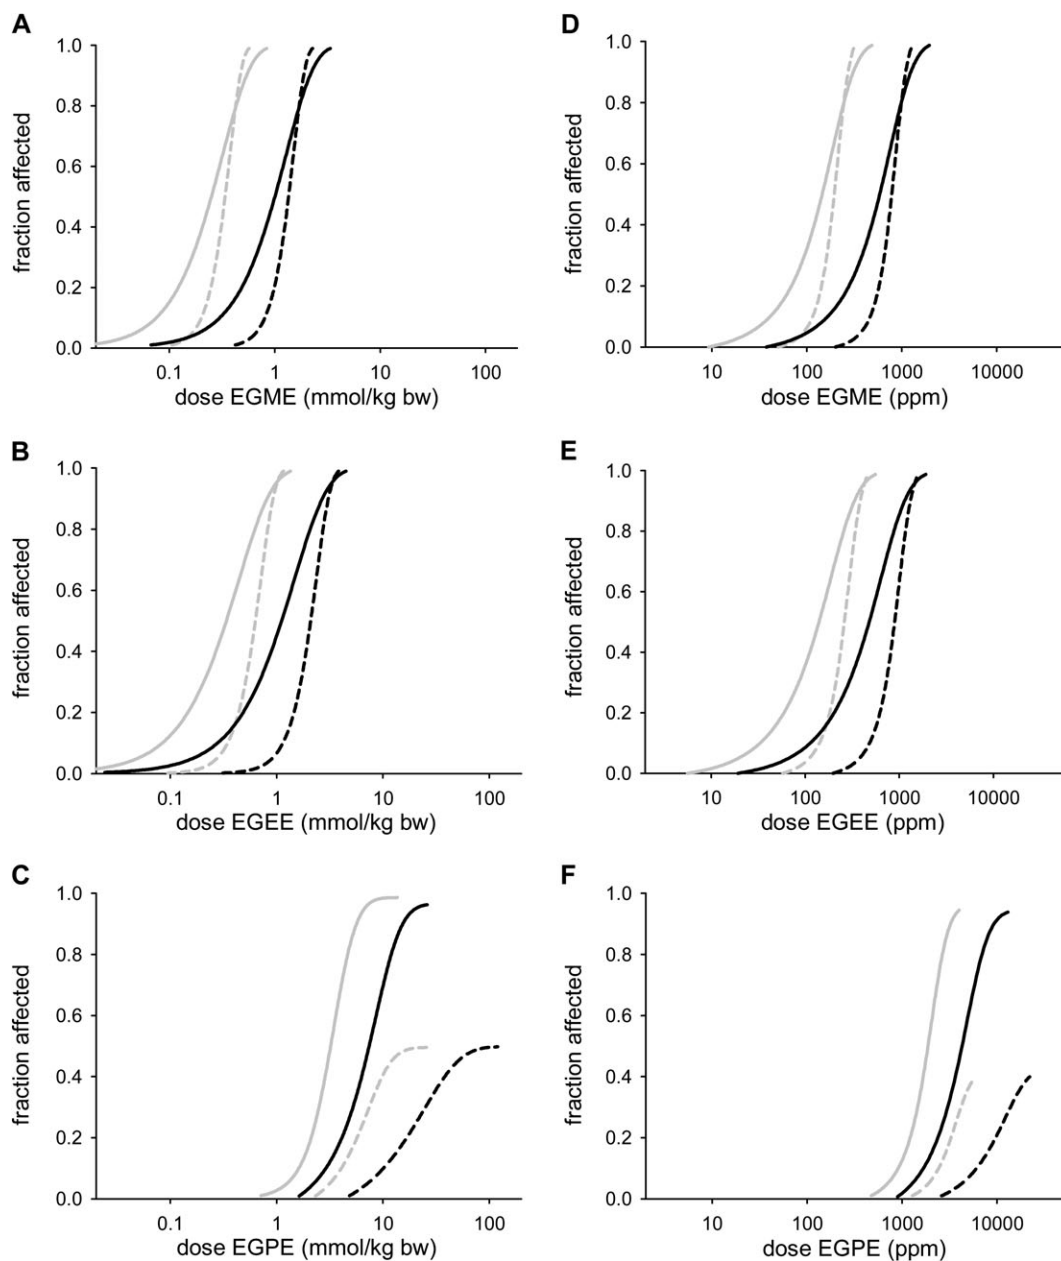 A
1.0
0.8
0.6
0.4
0.2
0.0
fraction affected
0.1 1 10 100
dose EGME (mmol/kg bw)
D
1.0
0.8
0.6
0.4
0.2
0.0
fraction affected
10 100 1000 10000
dose EGME (ppm)
B
1.0
0.8
0.6
0.4
0.2
0.0
fraction affected
0.1 1 10 100
dose EGEE (mmol/kg bw)
E
1.0
0.8
0.6
0.4
0.2
0.0
fraction affected
10 100 1000 10000
dose EGEE (ppm)
C
1.0
0.8
0.6
0.4
0.2
0.0
fraction affected
0.1 1 10 100
dose EGPE (mmol/kg bw)
F
1.0
0.8
0.6
0.4
0.2
0.0
fraction affected
10 100 1000 10000
dose EGPE (ppm)